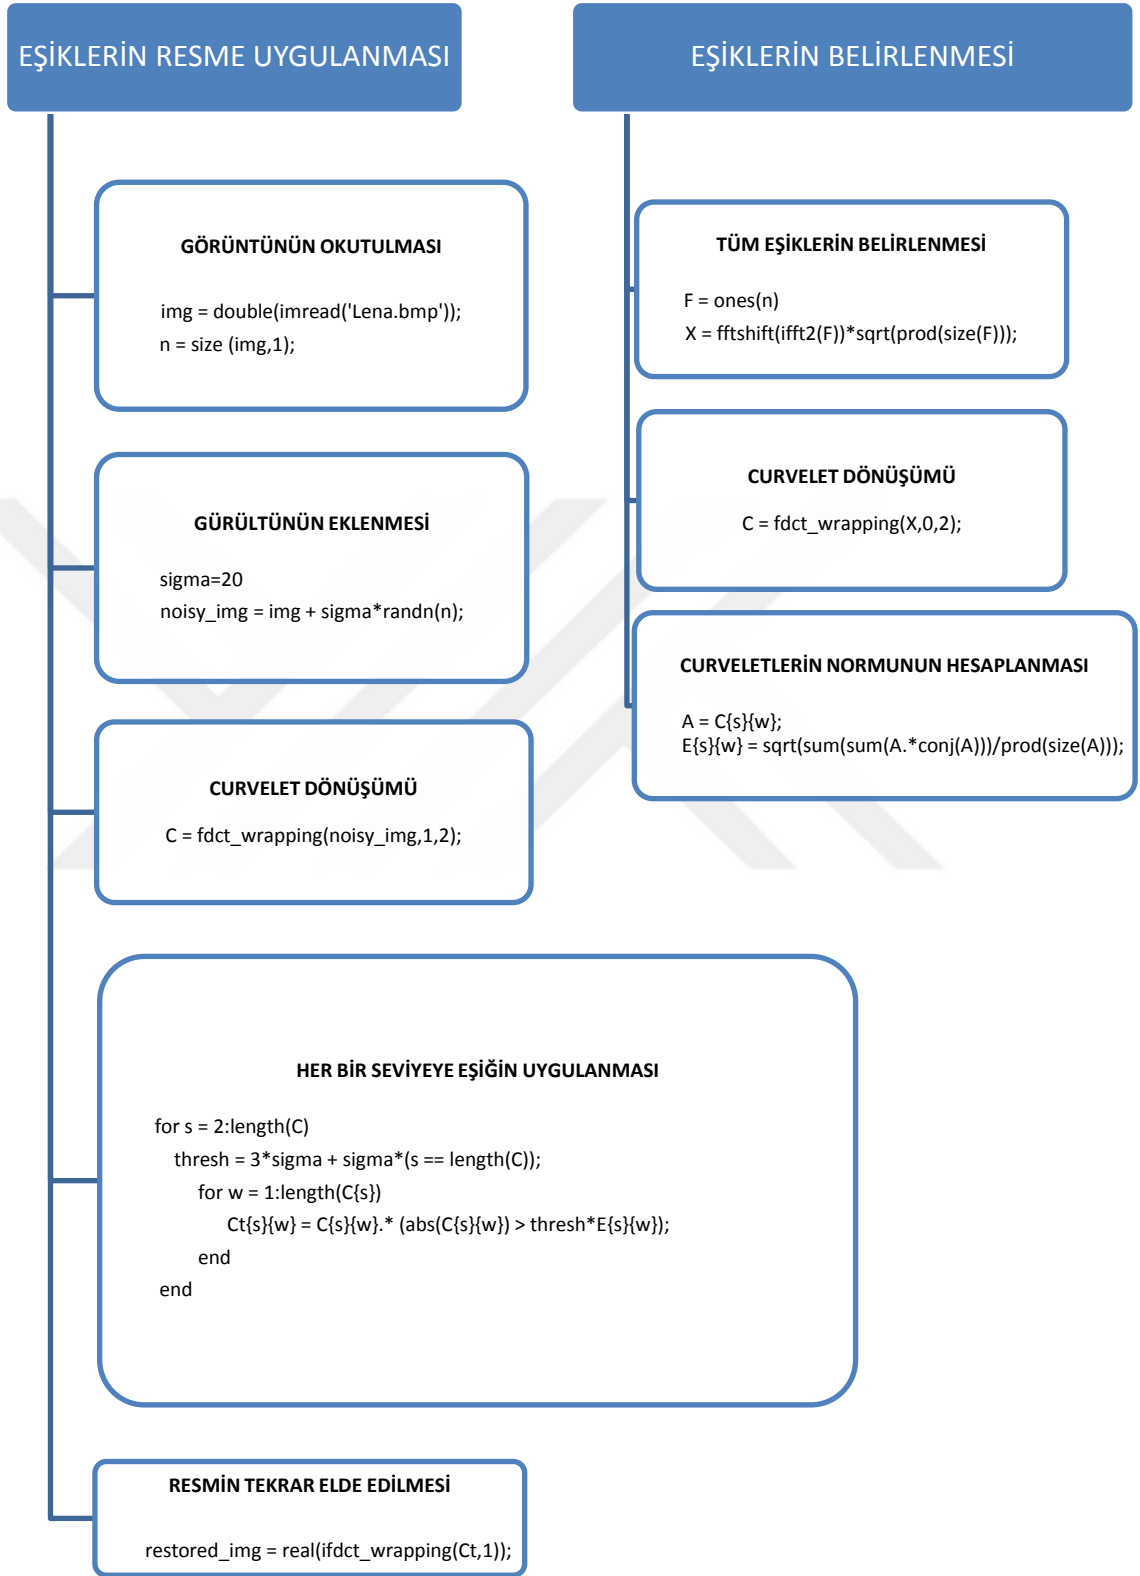 EŞİKLERİN RESME UYGULANMASI
GÖRÜNTÜNÜN OKUTULMASI
img = double(imread('Lena.bmp'));
n = size (img,1);
GÜRÜLTÜNÜN EKLENMESİ
sigma=20
noisy_img = img + sigma*randn(n);
CURVELET DÖNÜŞÜMÜ
C = fdct_wrapping(noisy_img,1,2);
HER BİR SEVİYEYE EŞİĞİN UYGULANMASI
for s = 2:length(C)
thresh = 3*sigma + sigma*(s == length(C));
for w = 1:length(C{s})
Ct{s}{w} = C{s}{w}.* (abs(C{s}{w}) > thresh*E{s}{w});
end
end
RESMİN TEKRAR ELDE EDİLMESİ
restored_img = real(ifdct_wrapping(Ct,1));
EŞİKLERİN BELİRLENMESİ
TÜM EŞİKLERİN BELİRLENMESİ
F = ones(n)
X = fftshift(ifft2(F))*sqrt(prod(size(F)));
CURVELET DÖNÜŞÜMÜ
C = fdct_wrapping(X,0,2);
CURVELETLERİN NORMUNUN HESAPLANMASI
A = C{s}{w};
E{s}{w} = sqrt(sum(sum(A.*conj(A)))/prod(size(A)));